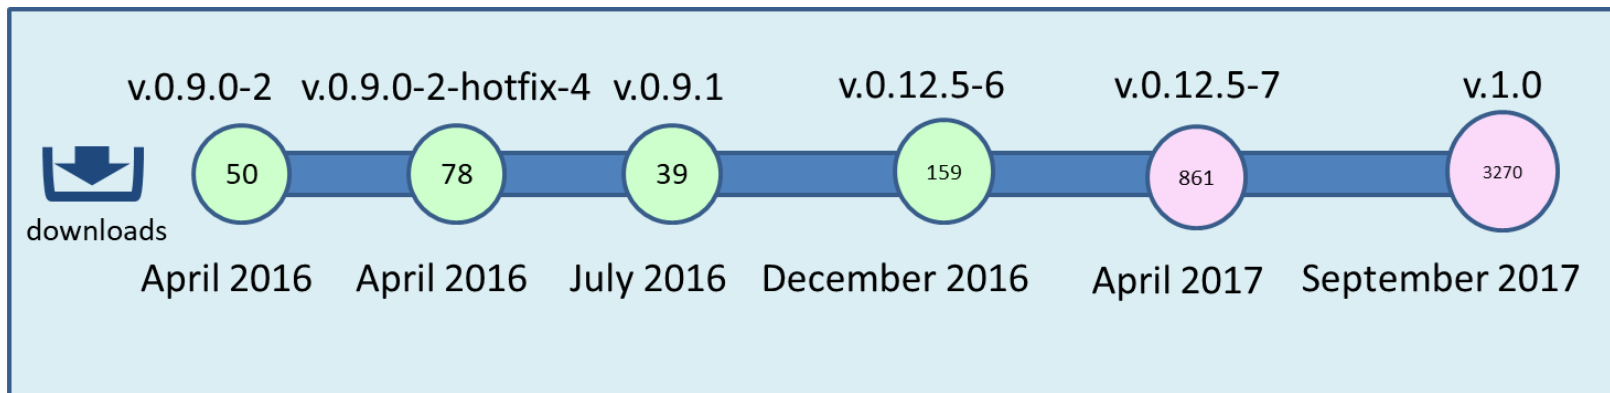 v.0.9.0-2 v.0.9.0-2-hotfix-4 v.0.9.1 v.0.12.5-6 v.0.12.5-7 v.1.0
50 78 39 159 861 3270
downloads
April 2016 April 2016 July 2016 December 2016 April 2017 September 2017